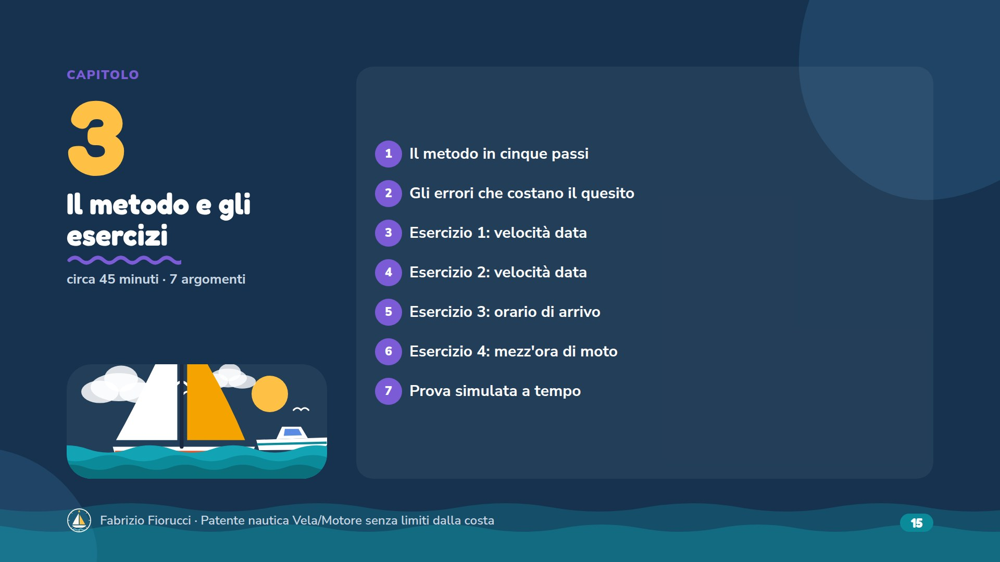 CAPITOLO
3
Il metodo e gli
esercizi
circa 45 minuti · 7 argomenti
1 Il metodo in cinque passi
2 Gli errori che costano il quesito
3 Esercizio 1: velocità data
4 Esercizio 2: velocità data
5 Esercizio 3: orario di arrivo
6 Esercizio 4: mezz'ora di moto
7 Prova simulata a tempo
Fabrizio Fiorucci · Patente nautica Vela/Motore senza limiti dalla costa
15